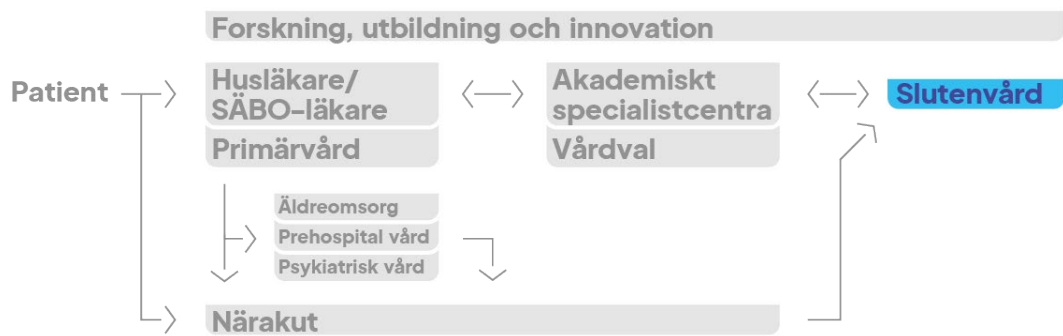 Forskning, utbildning och innovation
Patient
Husläkare/
SÄBO-läkare
Primärvård
Akademiskt
specialistcentra
Vårdval
Slutenvård
Äldreomsorg
Prehospital vård
Psykiatrisk vård
Närakut